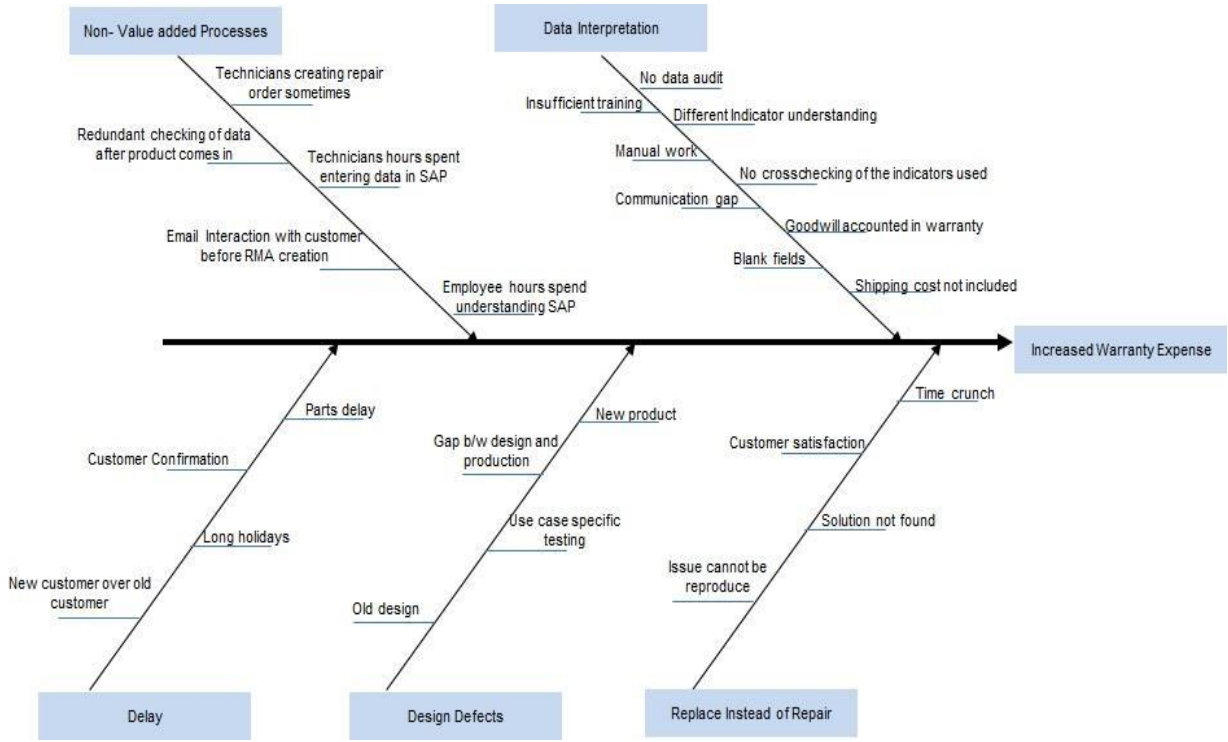 Non- Value added Processes
Data Interpretation
Technicians creating repair
order sometimes
Redundant checking of data
after product comes in
Technicians hours spent
entering data in SAP
Email Interaction with customer
before RMA creation
Employee hours spend
understanding SAP
No data audit
Insufficient training
Different Indicator understanding
Manual work
No crosschecking of the indicators used
Communication gap
Goodwill accounted in warranty
Blank fields
Shipping cost not included
Increased Warranty Expense
Parts delay
Customer Confirmation
Long holidays
New customer over old
customer
New product
Gap b/w design and
production
Use case specific
testing
Old design
Time crunch
Customer satisfaction
Solution not found
Issue cannot be
reproduce
Delay
Design Defects
Replace Instead of Repair